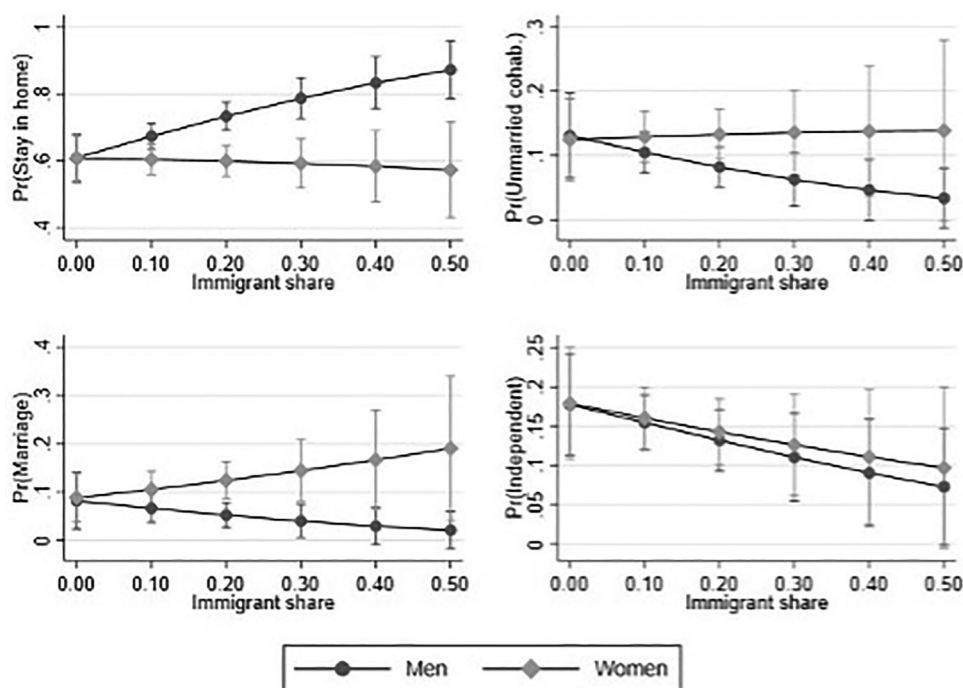 Pr(Stay in home)
1
.8
.6
.4
0.00 0.10 0.20 0.30 0.40 0.50
Immigrant share
Pr(Unmarried cohab.)
.3
.2
.1
0
0.00 0.10 0.20 0.30 0.40 0.50
Immigrant share
Pr(Marriage)
.4
.3
.2
.1
0
0.00 0.10 0.20 0.30 0.40 0.50
Immigrant share
Pr(Independent)
.25
.2
.15
.1
.05
0
0.00 0.10 0.20 0.30 0.40 0.50
Immigrant share
Men Women